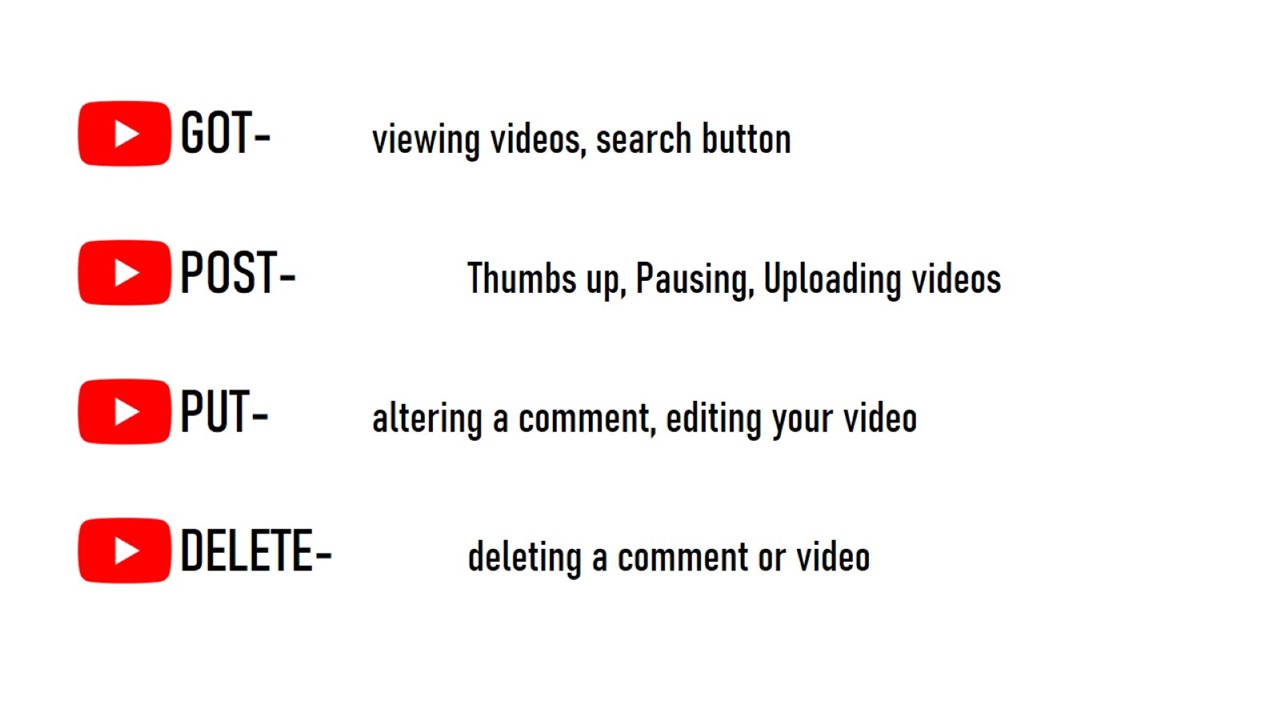 GOT- viewing videos, search button
POST- Thumbs up, Pausing, Uploading videos
PUT- altering a comment, editing your video
DELETE- deleting a comment or video